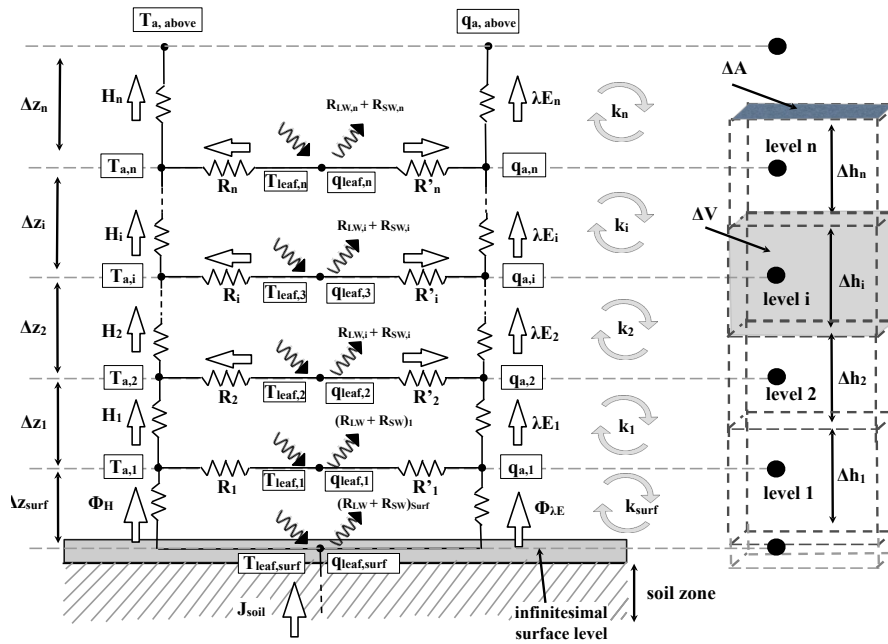 T_a, above
q_a, above
ΔA
Δz_n
H_n
R_LW,n + R_SW,n
λE_n
k_n
level n
Δh_n
T_a,n
R_n
T_leaf,n
q_leaf,n
R'_n
q_a,n
ΔV
Δz_i
H_i
R_LW,i + R_SW,i
λE_i
k_i
Δh_i
T_a,i
R_i
T_leaf,3
q_leaf,3
R'_i
q_a,i
level i
Δz_2
H_2
R_LW,i + R_SW,i
λE_2
k_2
Δh_2
T_a,2
R_2
T_leaf,2
q_leaf,2
R'_2
q_a,2
level 2
Δz_1
H_1
(R_LW + R_SW)_1
λE_1
k_1
T_a,1
R_1
T_leaf,1
q_leaf,1
R'_1
q_a,1
level 1
Δh_1
Δz_surf
Φ_H
(R_LW + R_SW)_Surf
Φ_λE
k_surf
T_leaf,surf
q_leaf,surf
J_soil
infinitesimal
surface level
soil zone